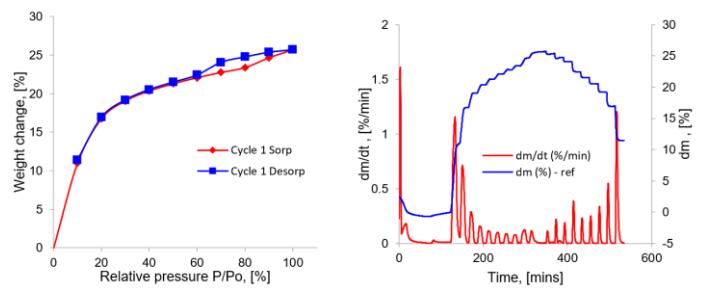 30
25
20
15
10
5
0
Weight change, [%]
Cycle 1 Sorp
Cycle 1 Desorp
0 20 40 60 80 100
Relative pressure P/Po, [%]
2
1.5
1
0.5
0
dm/dt , [%/min]
dm/dt (%/min)
dm (%) - ref
30
25
20
15
10
5
0
-5
dm , [%]
0 200 400 600
Time, [mins]